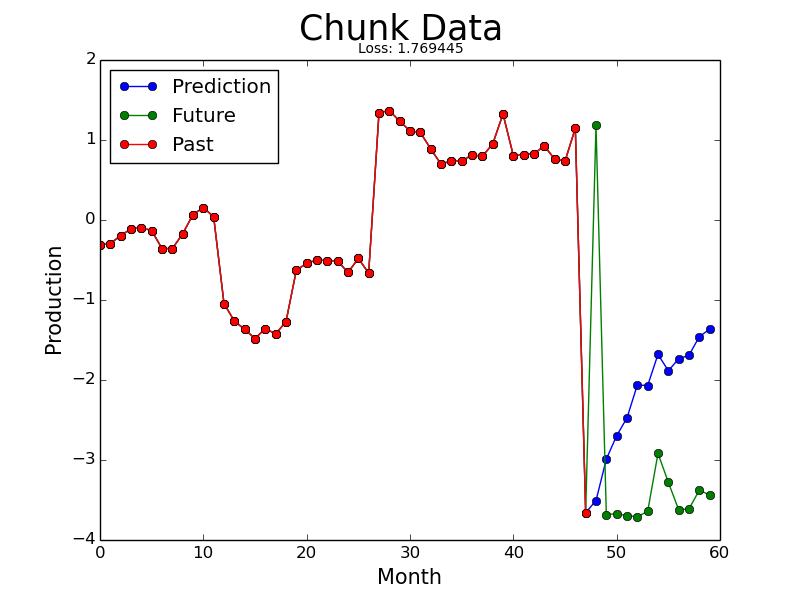 Chunk Data
Loss: 1.769445
Prediction
Future
Past
2
1
0
−1
−2
−3
−4
Production
0 10 20 30 40 50 60
Month